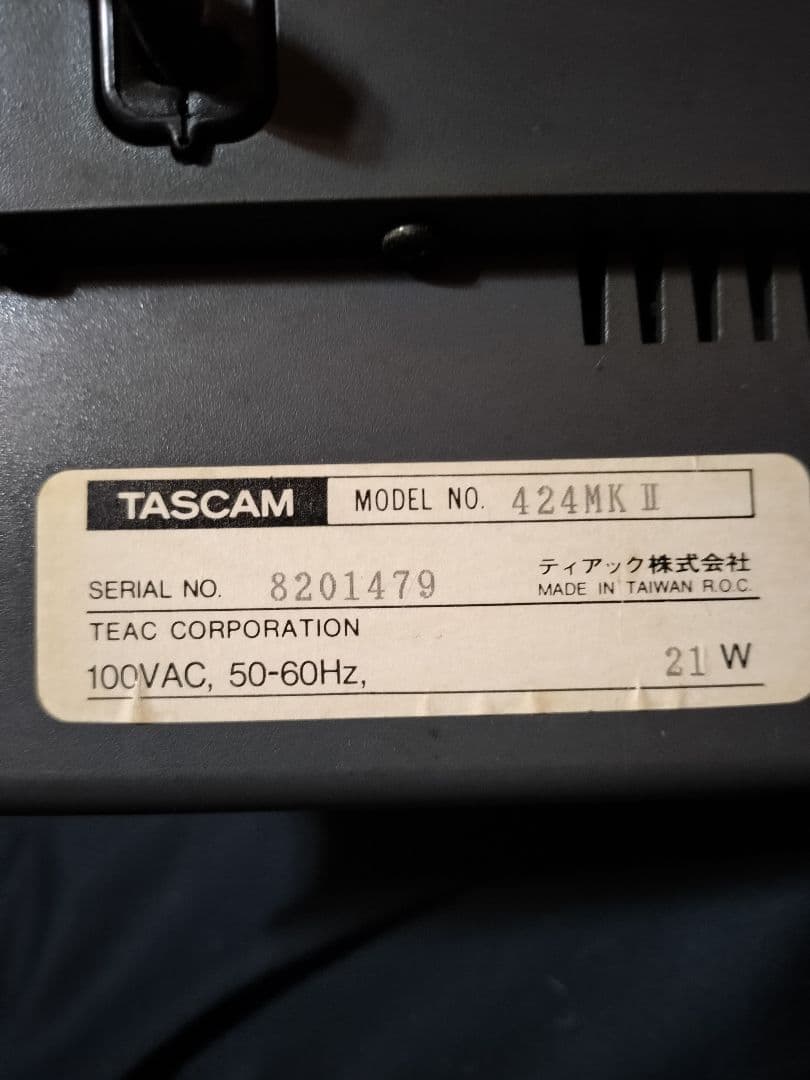 TASCAM MODEL NO. 424MK II
ティアック株式会社
SERIAL NO. 8201479 MADE IN TAIWAN R.O.C.
TEAC CORPORATION
100VAC, 50-60Hz, 21 W